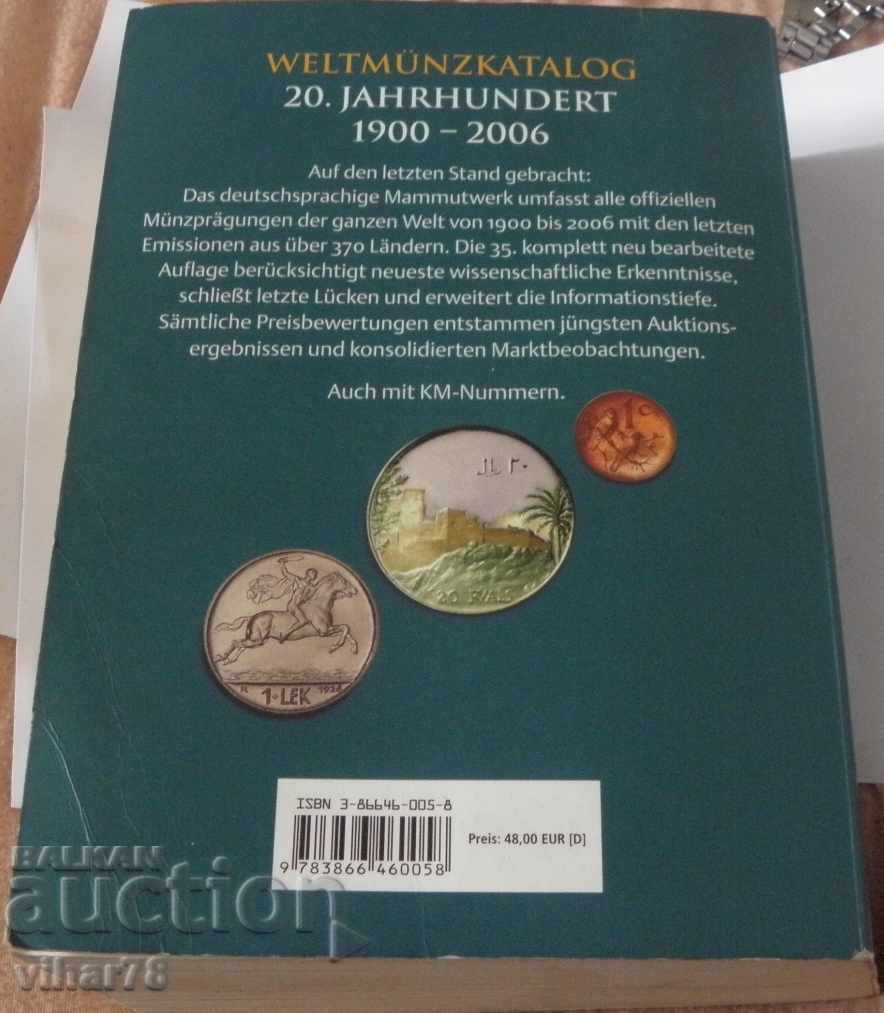 WELTMÜNZKATALOG
20. JAHRHUNDERT
1900 – 2006
Auf den letzten Stand gebracht:
Das deutschsprachige Mammutwerk umfasst alle offiziellen
Münzprägungen der ganzen Welt von 1900 bis 2006 mit den letzten
Emissionen aus über 370 Ländern. Die 35. komplett neu bearbeitete
Auflage berücksichtigt neueste wissenschaftliche Erkenntnisse,
schließt letzte Lücken und erweitert die Informationstiefe.
Sämtliche Preisbewertungen entstammen jüngsten Auktions-
ergebnissen und konsolidierten Marktbeobachtungen.
Auch mit KM-Nummern.
1 C
٢٠
20
R 1·LEK
ISBN 3-86646-005-8
Preis: 48,00 EUR [D]
9 783866 460058
BALKAN
auction
vihar78